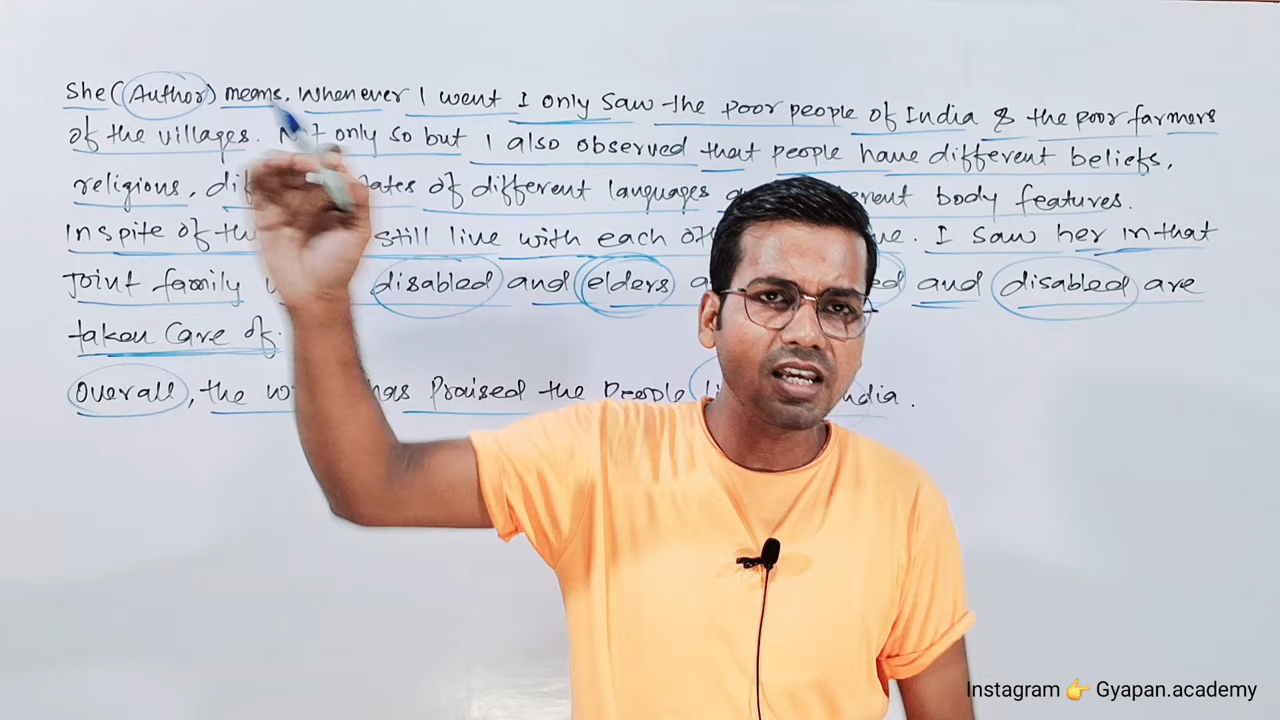 She (Author) means, Whenever I went I only saw the poor people of India & the poor farmers
of the villages. Not only so but I also observed that people have different beliefs,
religions, of different languages body features.
Inspite of still live with each I saw her in that
Joint family disabled and elders and disabled are
taken care of.
Overall, the has Praised the People
Instagram 👉 Gyapan.academy